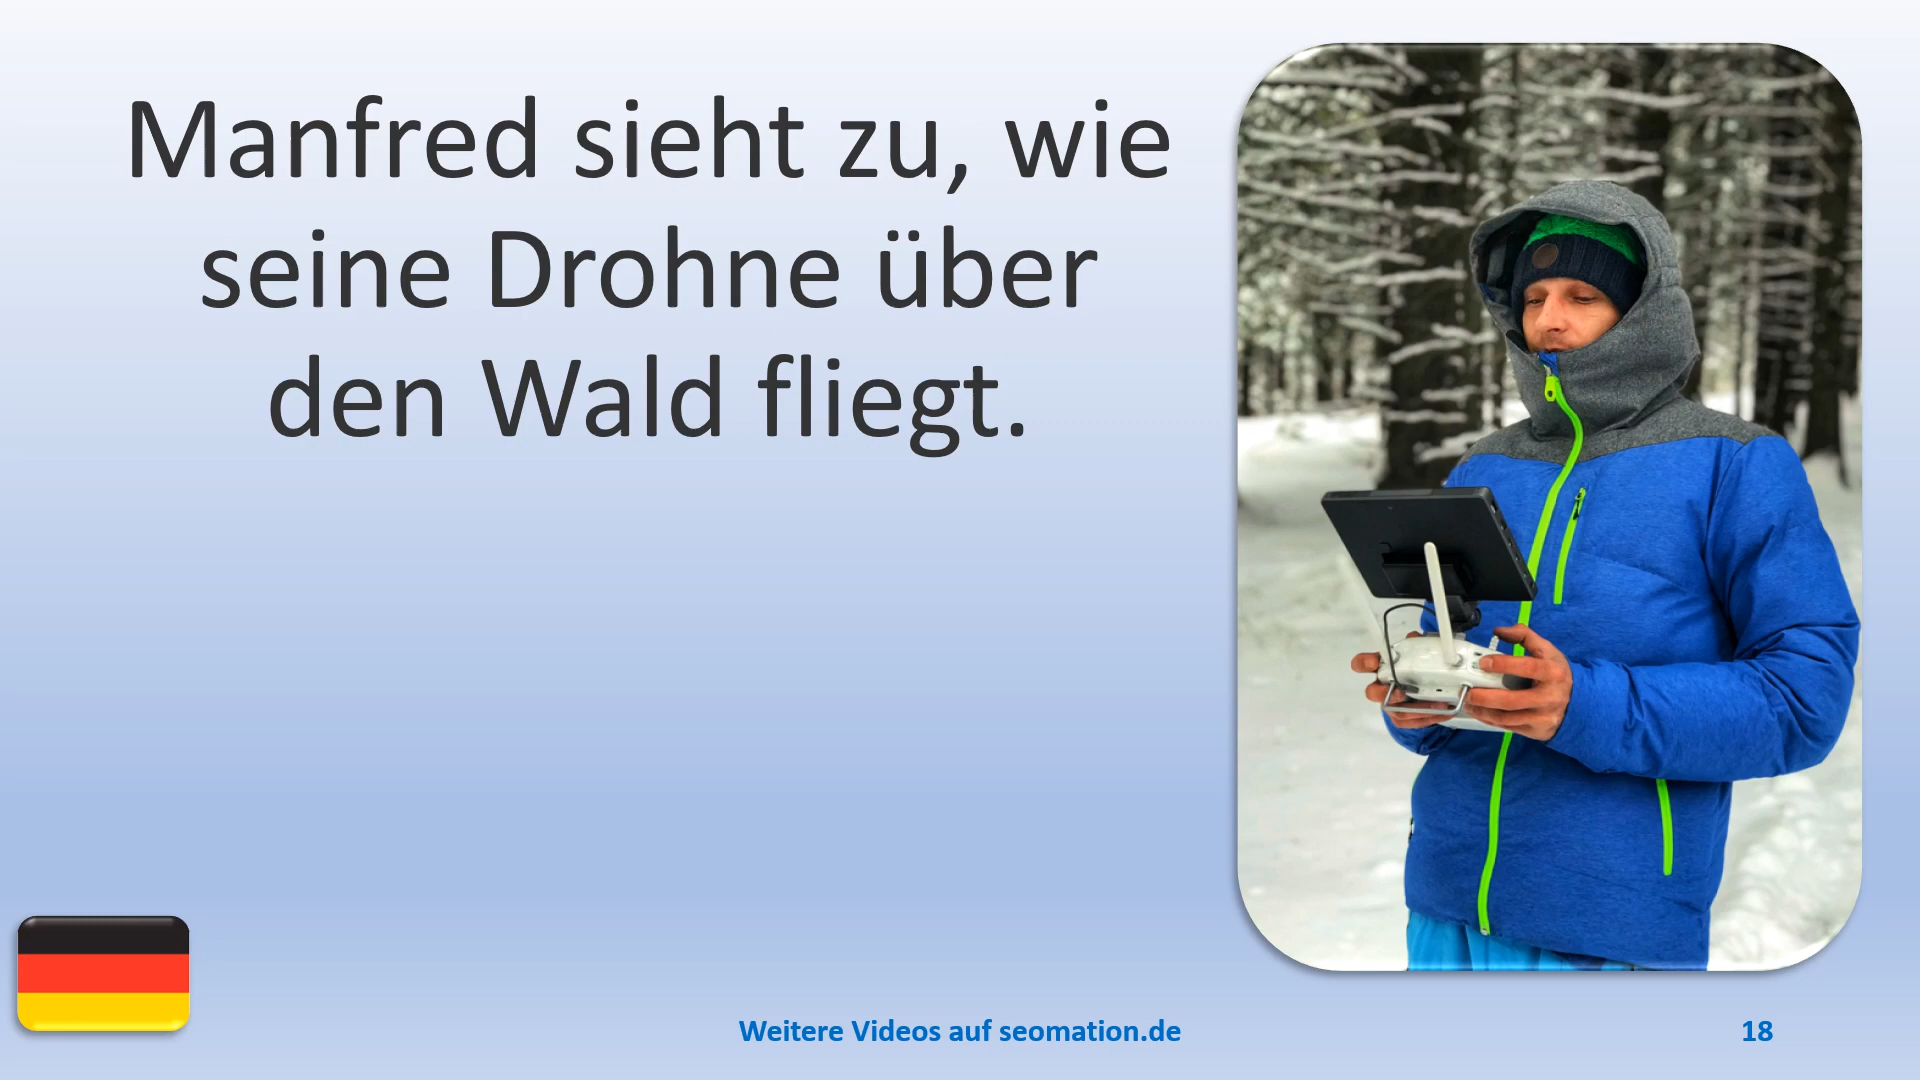 Manfred sieht zu, wie
seine Drohne über
den Wald fliegt.
Weitere Videos auf seomation.de
18